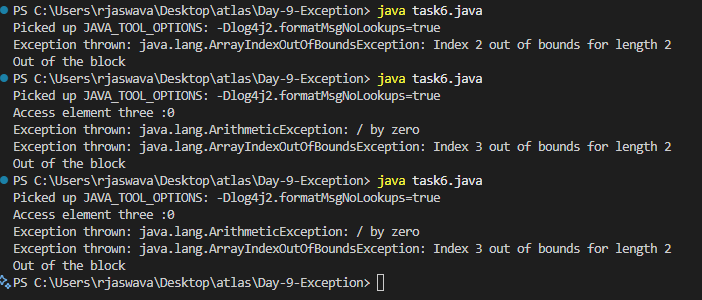 PS C:\Users\rjaswava\Desktop\atlas\Day-9-Exception> java task6.java
Picked up JAVA_TOOL_OPTIONS: -Dlog4j2.formatMsgNoLookups=true
Exception thrown: java.lang.ArrayIndexOutOfBoundsException: Index 2 out of bounds for length 2
Out of the block
PS C:\Users\rjaswava\Desktop\atlas\Day-9-Exception> java task6.java
Picked up JAVA_TOOL_OPTIONS: -Dlog4j2.formatMsgNoLookups=true
Access element three :0
Exception thrown: java.lang.ArithmeticException: / by zero
Exception thrown: java.lang.ArrayIndexOutOfBoundsException: Index 3 out of bounds for length 2
Out of the block
PS C:\Users\rjaswava\Desktop\atlas\Day-9-Exception> java task6.java
Picked up JAVA_TOOL_OPTIONS: -Dlog4j2.formatMsgNoLookups=true
Access element three :0
Exception thrown: java.lang.ArithmeticException: / by zero
Exception thrown: java.lang.ArrayIndexOutOfBoundsException: Index 3 out of bounds for length 2
Out of the block
PS C:\Users\rjaswava\Desktop\atlas\Day-9-Exception>